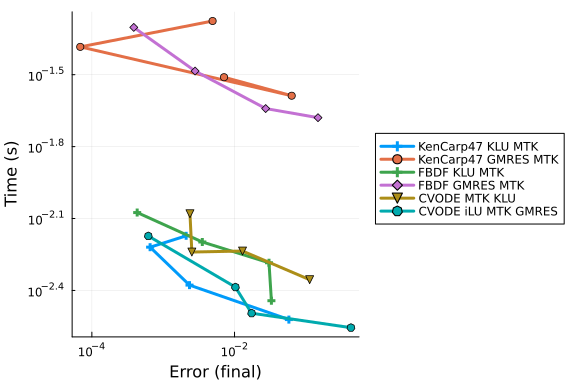 10^-1.5
10^-1.8
10^-2.1
10^-2.4
Time (s)
10^-4
10^-2
Error (final)
KenCarp47 KLU MTK
KenCarp47 GMRES MTK
FBDF KLU MTK
FBDF GMRES MTK
CVODE MTK KLU
CVODE iLU MTK GMRES